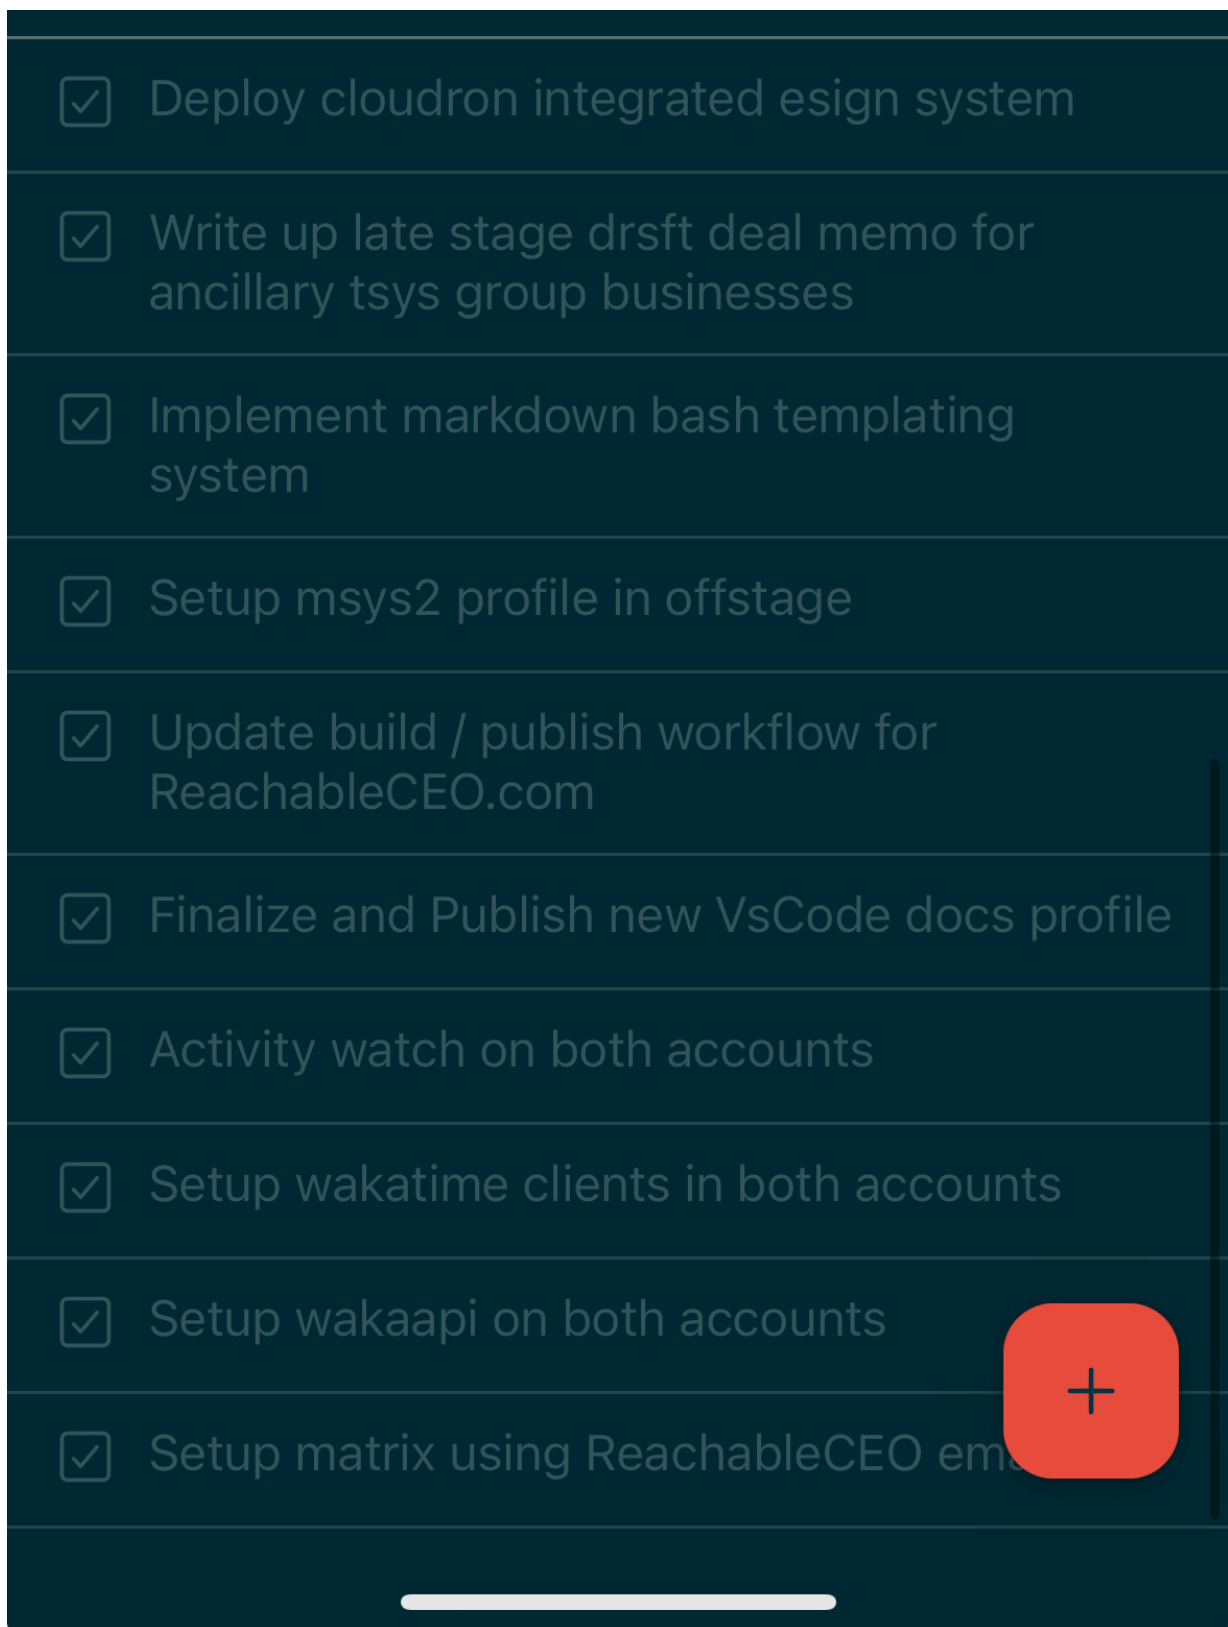 Deploy cloudron integrated esign system
Write up late stage drsft deal memo for
ancillary tsys group businesses
Implement markdown bash templating
system
Setup msys2 profile in offstage
Update build / publish workflow for
ReachableCEO.com
Finalize and Publish new VsCode docs profile
Activity watch on both accounts
Setup wakatime clients in both accounts
Setup wakaapi on both accounts
Setup matrix using ReachableCEO